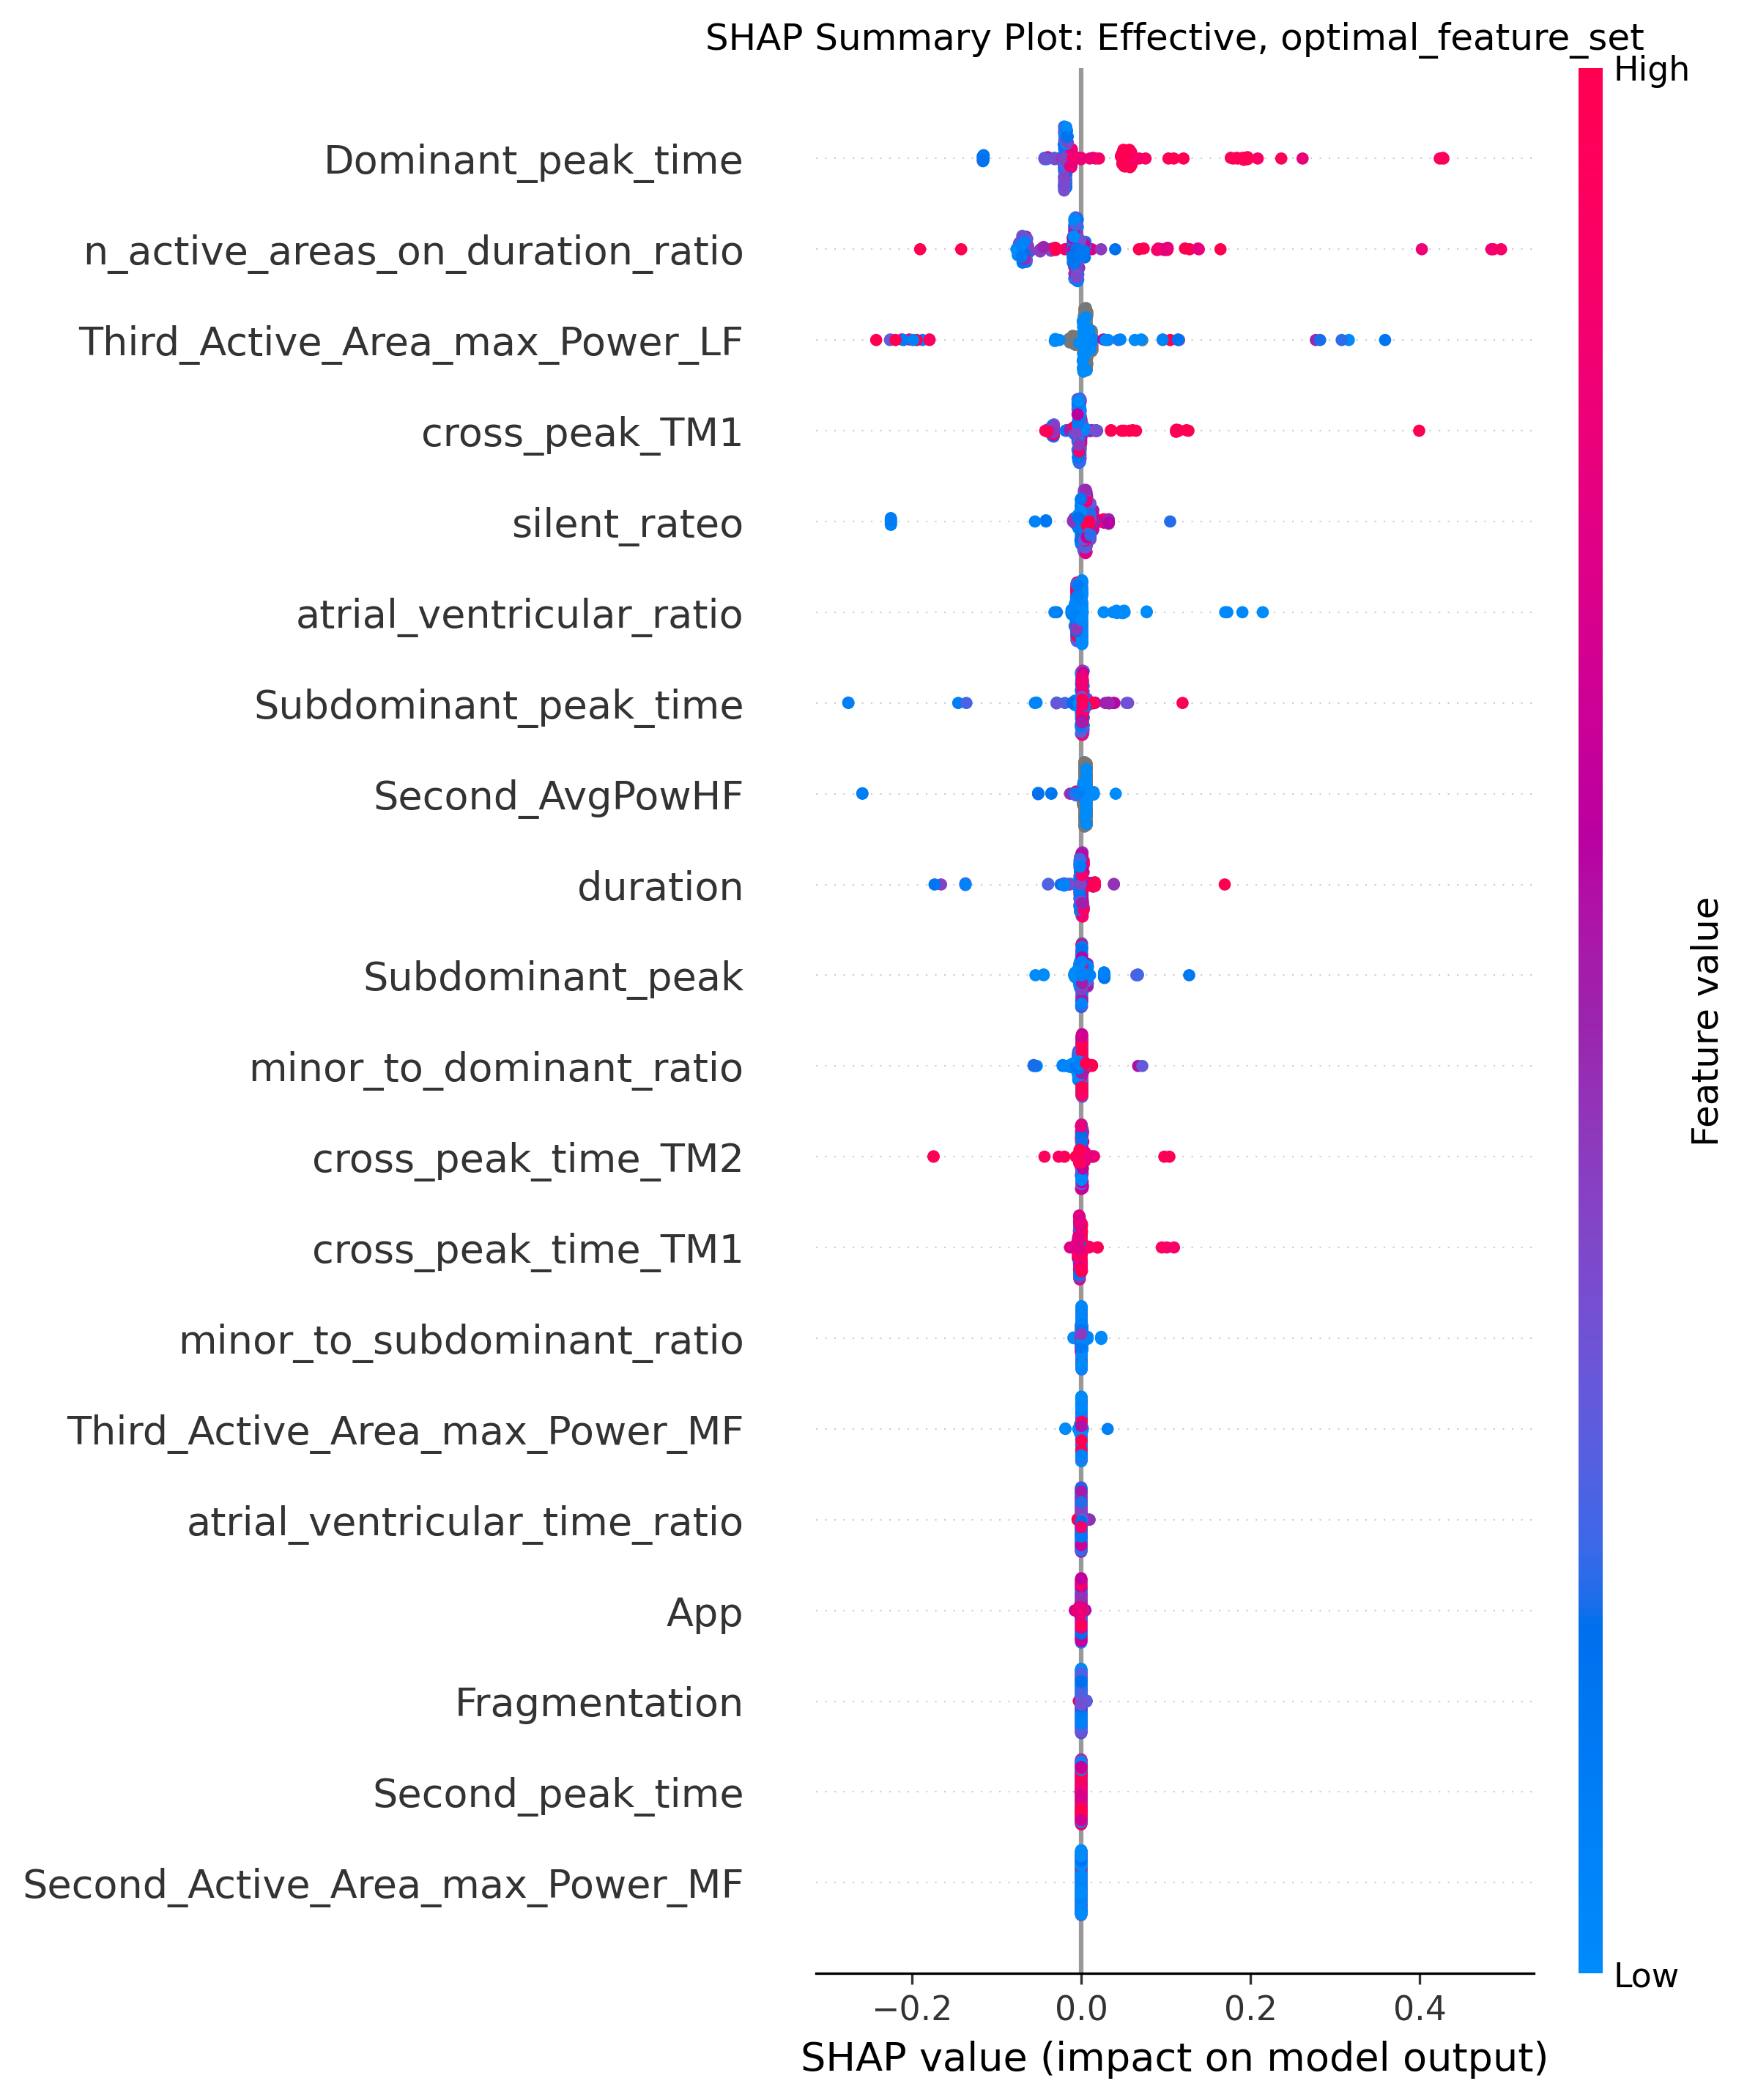 SHAP Summary Plot: Effective, optimal_feature_set
High
Dominant_peak_time
n_active_areas_on_duration_ratio
Third_Active_Area_max_Power_LF
cross_peak_TM1
silent_rateo
atrial_ventricular_ratio
Subdominant_peak_time
Second_AvgPowHF
duration
Subdominant_peak
minor_to_dominant_ratio
cross_peak_time_TM2
cross_peak_time_TM1
minor_to_subdominant_ratio
Third_Active_Area_max_Power_MF
atrial_ventricular_time_ratio
App
Fragmentation
Second_peak_time
Second_Active_Area_max_Power_MF
Feature value
Low
−0.2 0.0 0.2 0.4
SHAP value (impact on model output)